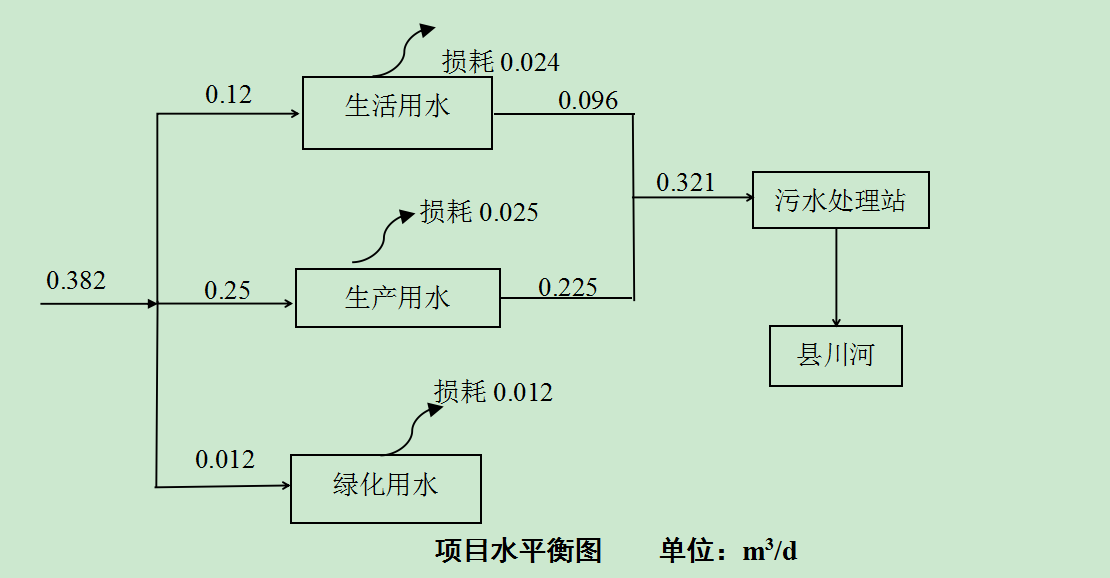 损耗 0.024
0.12
生活用水
0.096
0.321
污水处理站
损耗 0.025
0.382
0.25
生产用水
0.225
县川河
损耗 0.012
0.012
绿化用水
项目水平衡图 单位：m³/d